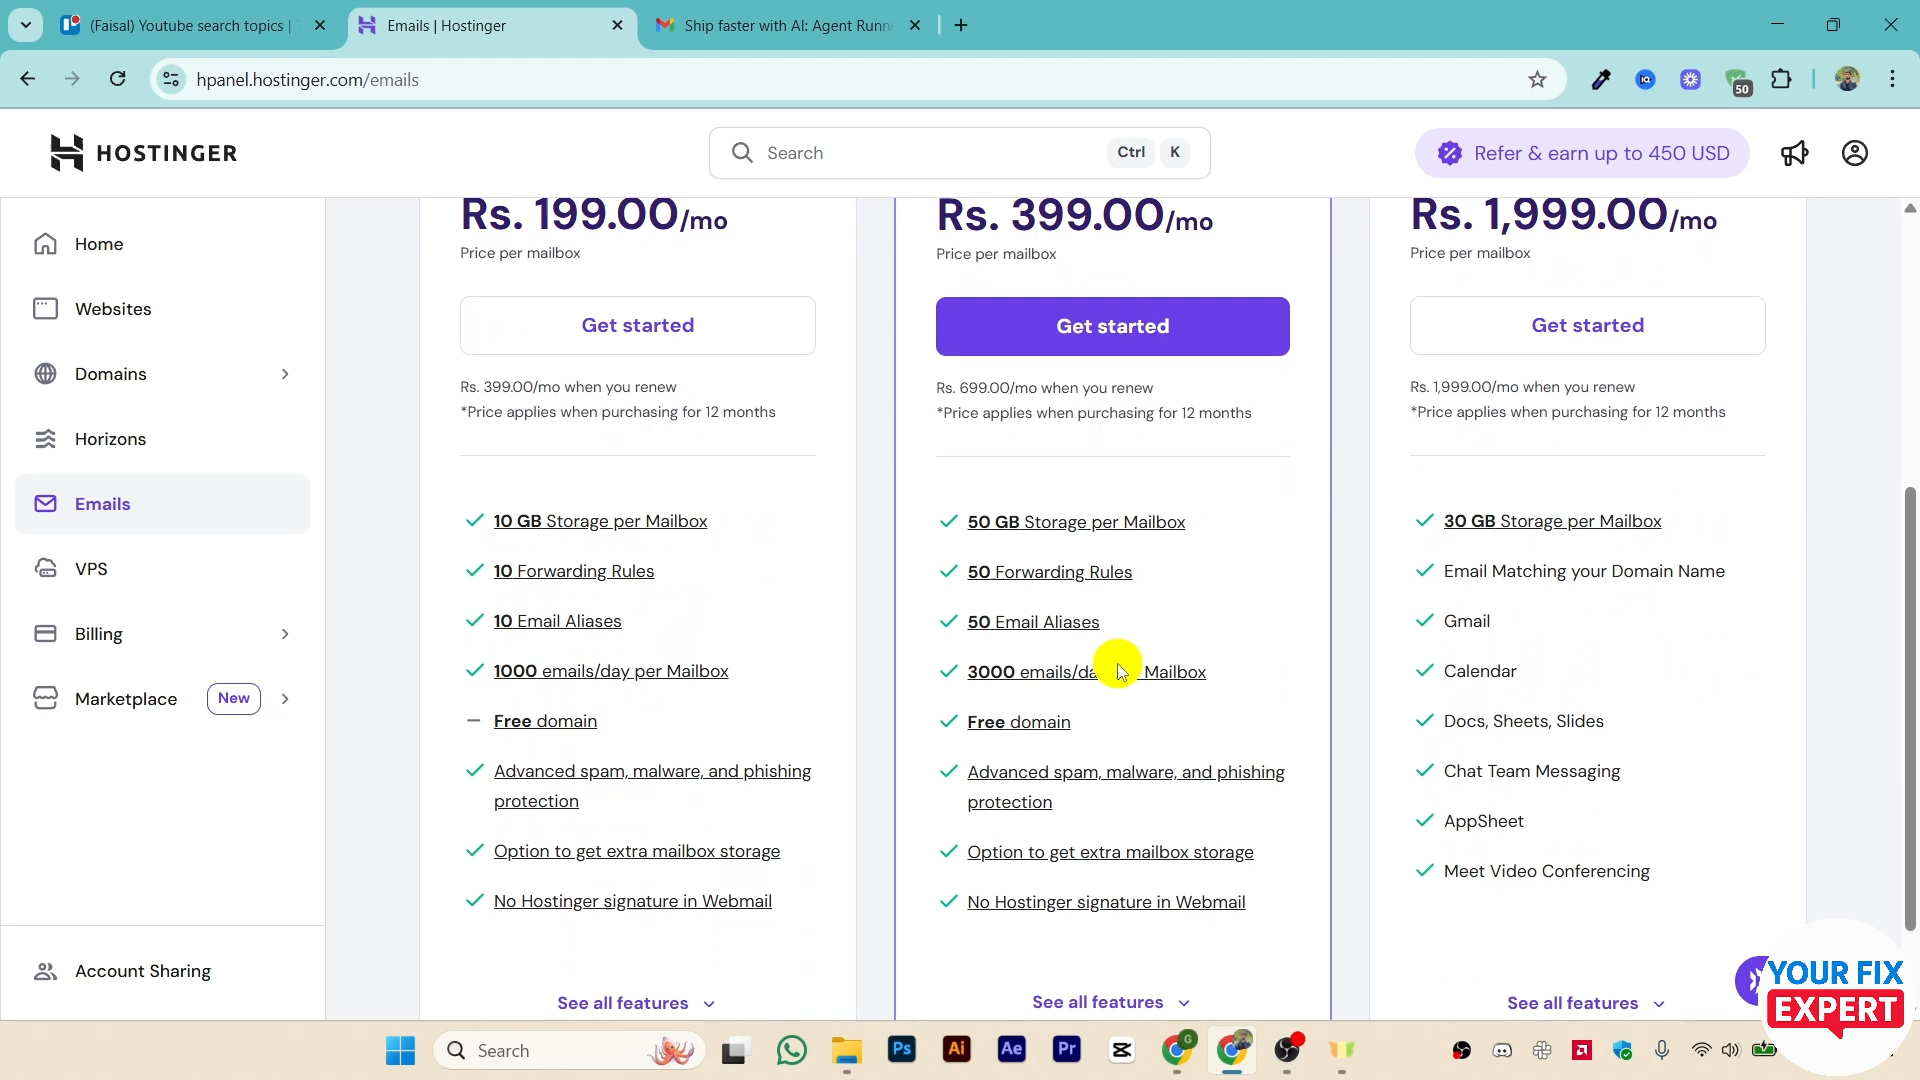 (Faisal) Youtube search topics |
Emails | Hostinger
Ship faster with AI: Agent Runn
hpanel.hostinger.com/emails
50
HOSTINGER
Search
Ctrl
K
Refer & earn up to 450 USD
Home
Websites
Domains
Horizons
Emails
VPS
Billing
Marketplace
New
Account Sharing
Rs. 199.00/mo
Price per mailbox
Get started
Rs. 399.00/mo when you renew
*Price applies when purchasing for 12 months
10 GB Storage per Mailbox
10 Forwarding Rules
10 Email Aliases
1000 emails/day per Mailbox
Free domain
Advanced spam, malware, and phishing
protection
Option to get extra mailbox storage
No Hostinger signature in Webmail
See all features
Rs. 399.00/mo
Price per mailbox
Get started
Rs. 699.00/mo when you renew
*Price applies when purchasing for 12 months
50 GB Storage per Mailbox
50 Forwarding Rules
50 Email Aliases
3000 emails/da Mailbox
Free domain
Advanced spam, malware, and phishing
protection
Option to get extra mailbox storage
No Hostinger signature in Webmail
See all features
Rs. 1,999.00/mo
Price per mailbox
Get started
Rs. 1,999.00/mo when you renew
*Price applies when purchasing for 12 months
30 GB Storage per Mailbox
Email Matching your Domain Name
Gmail
Calendar
Docs, Sheets, Slides
Chat Team Messaging
AppSheet
Meet Video Conferencing
See all features
YOUR FIX
EXPERT
Search
Ps
Ai
Ae
Pr
G